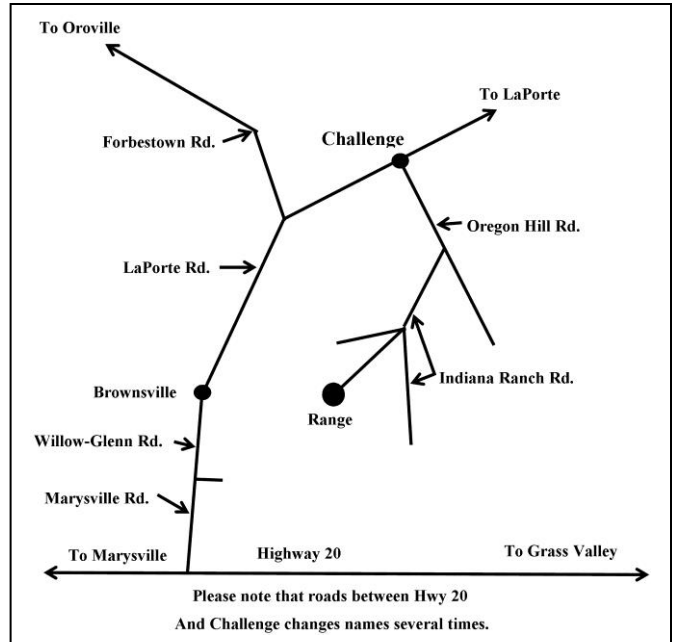 To Oroville
To LaPorte
Forbestown Rd.
Challenge
Oregon Hill Rd.
LaPorte Rd.
Indiana Ranch Rd.
Brownsville
Range
Willow-Glenn Rd.
Marysville Rd.
To Marysville
Highway 20
To Grass Valley
Please note that roads between Hwy 20
And Challenge changes names several times.